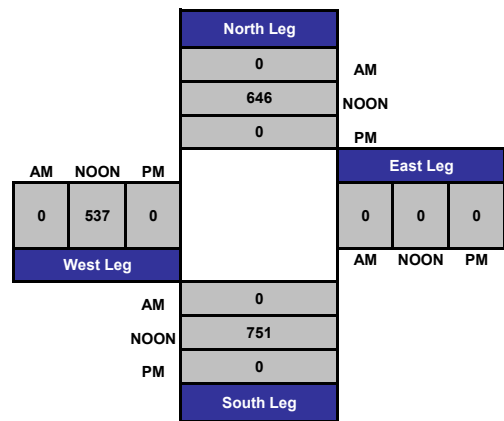 North Leg
0 AM
646 NOON
0 PM
AM NOON PM East Leg
0 537 0 0 0 0
West Leg AM NOON PM
AM 0
NOON 751
PM 0
South Leg